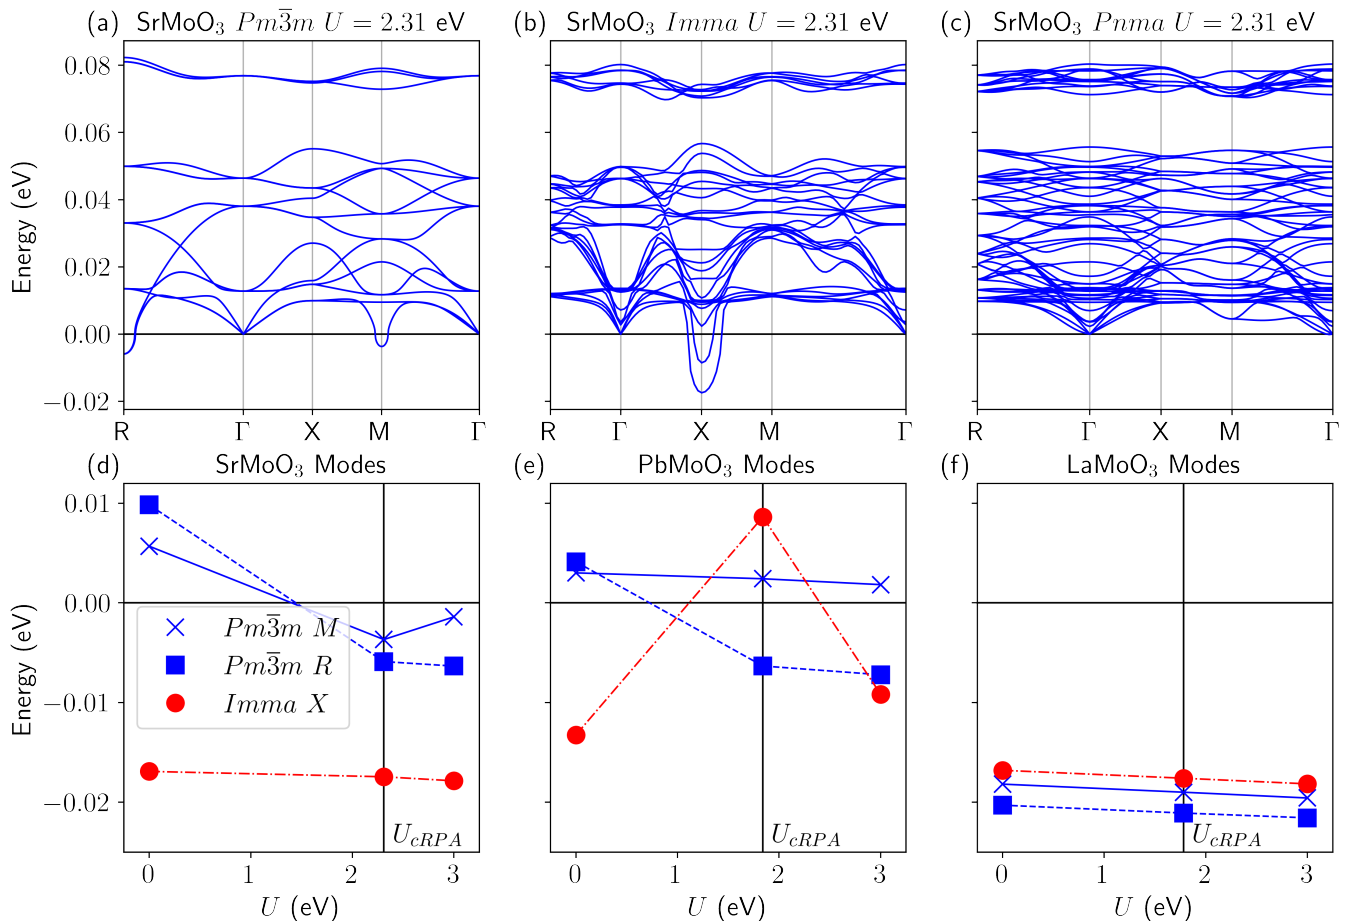 (a) SrMoO₃ Pm3̅m U = 2.31 eV
(b) SrMoO₃ Imma U = 2.31 eV
(c) SrMoO₃ Pnma U = 2.31 eV
Energy (eV)
0.08
0.06
0.04
0.02
0.00
−0.02
R Γ X M Γ
R Γ X M Γ
R Γ X M Γ
(d) SrMoO₃ Modes
(e) PbMoO₃ Modes
(f) LaMoO₃ Modes
Energy (eV)
0.01
0.00
−0.01
−0.02
Pm3̅m M
Pm3̅m R
Imma X
U_cRPA
U_cRPA
U_cRPA
0 1 2 3
0 1 2 3
0 1 2 3
U (eV)
U (eV)
U (eV)